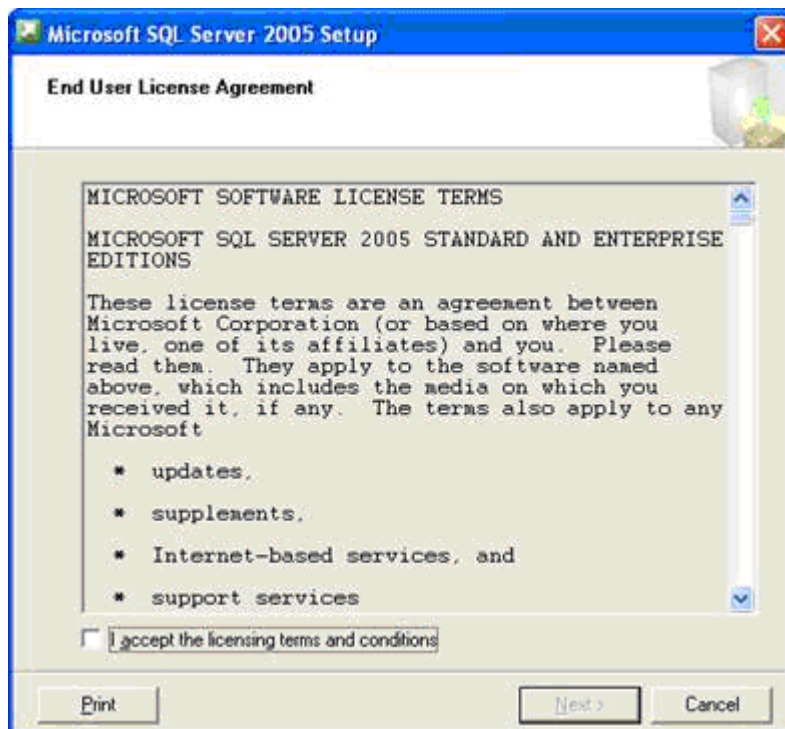 Microsoft SQL Server 2005 Setup
End User License Agreement
MICROSOFT SOFTWARE LICENSE TERMS
MICROSOFT SQL SERVER 2005 STANDARD AND ENTERPRISE
EDITIONS
These license terms are an agreement between
Microsoft Corporation (or based on where you
live, one of its affiliates) and you.  Please
read them.  They apply to the software named
above, which includes the media on which you
received it, if any.  The terms also apply to any
Microsoft
* updates,
* supplements,
* Internet-based services, and
* support services
I accept the licensing terms and conditions
Print
Next >
Cancel